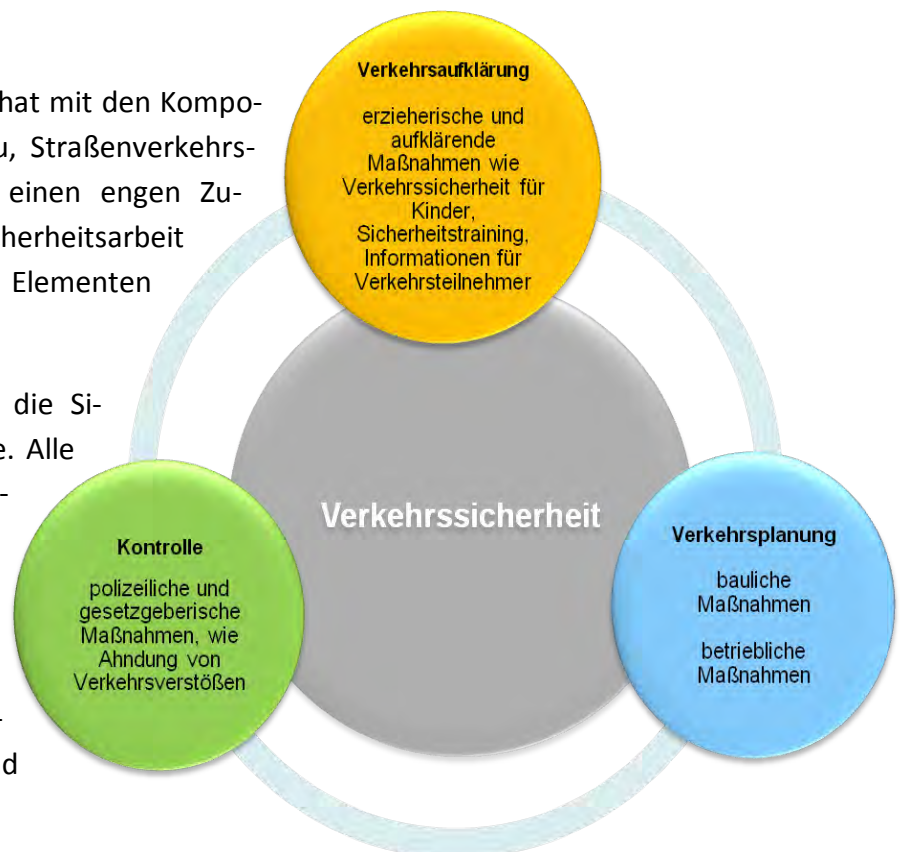 hat mit den Kompo-
u, Straßenverkehrs-
einen engen Zu-
cherheitsarbeit
Elementen
die Si-
e. Alle
-
-
d
Verkehrsaufklärung
erzieherische und
aufklärende
Maßnahmen wie
Verkehrssicherheit für
Kinder,
Sicherheitstraining,
Informationen für
Verkehrsteilnehmer
Verkehrssicherheit
Kontrolle
polizeiliche und
gesetzgeberische
Maßnahmen, wie
Ahndung von
Verkehrsverstößen
Verkehrsplanung
bauliche
Maßnahmen
betriebliche
Maßnahmen